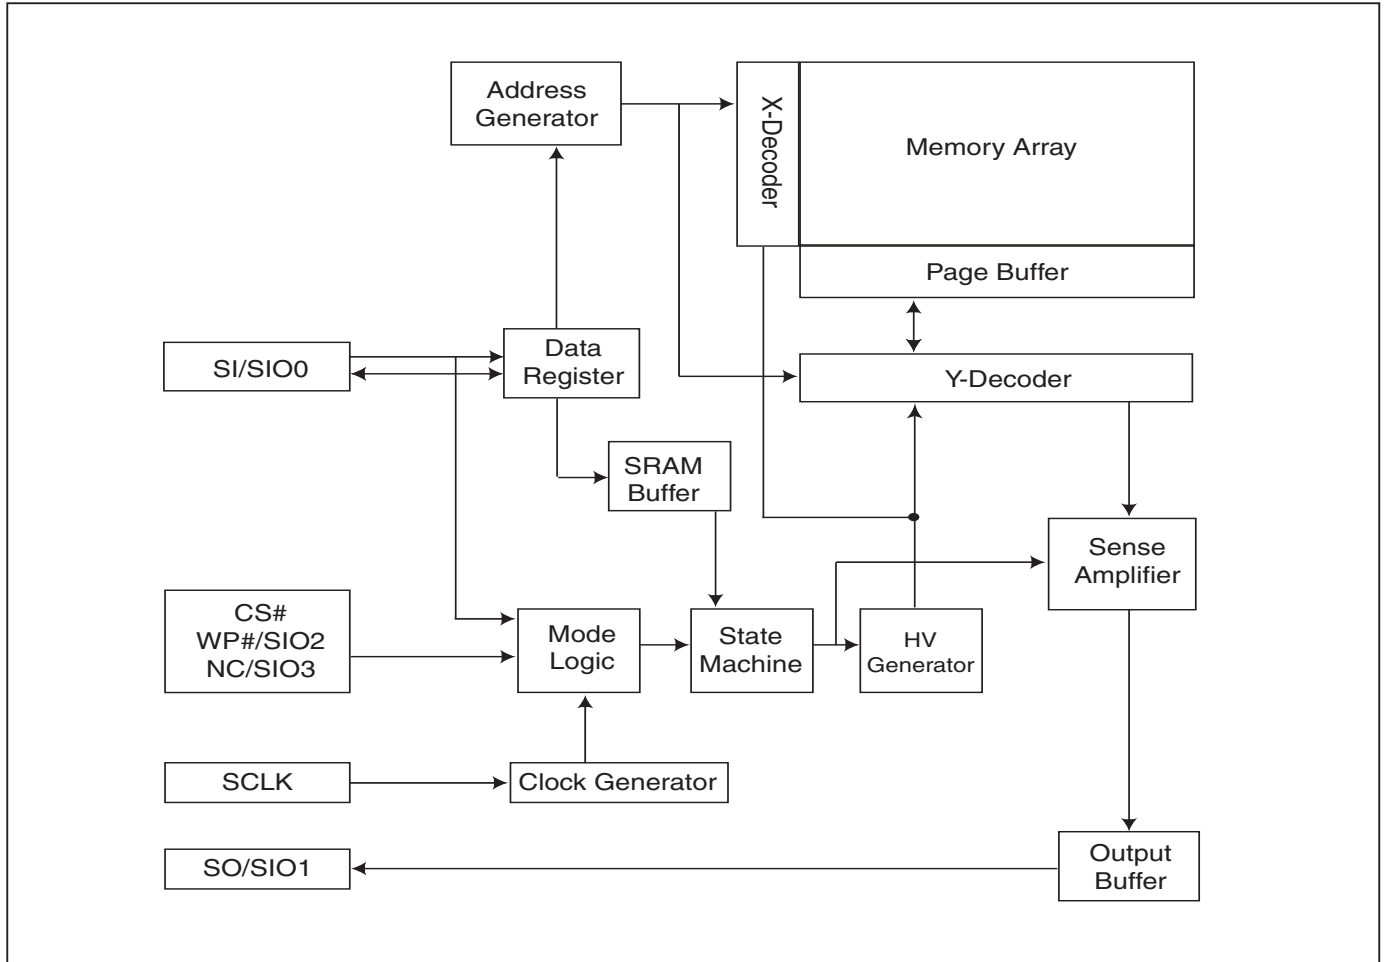 Address
Generator
X-Decoder
Memory Array
Page Buffer
SI/SIO0
Data
Register
Y-Decoder
SRAM
Buffer
Sense
Amplifier
CS#
WP#/SIO2
NC/SIO3
Mode
Logic
State
Machine
HV
Generator
SCLK
Clock Generator
SO/SIO1
Output
Buffer